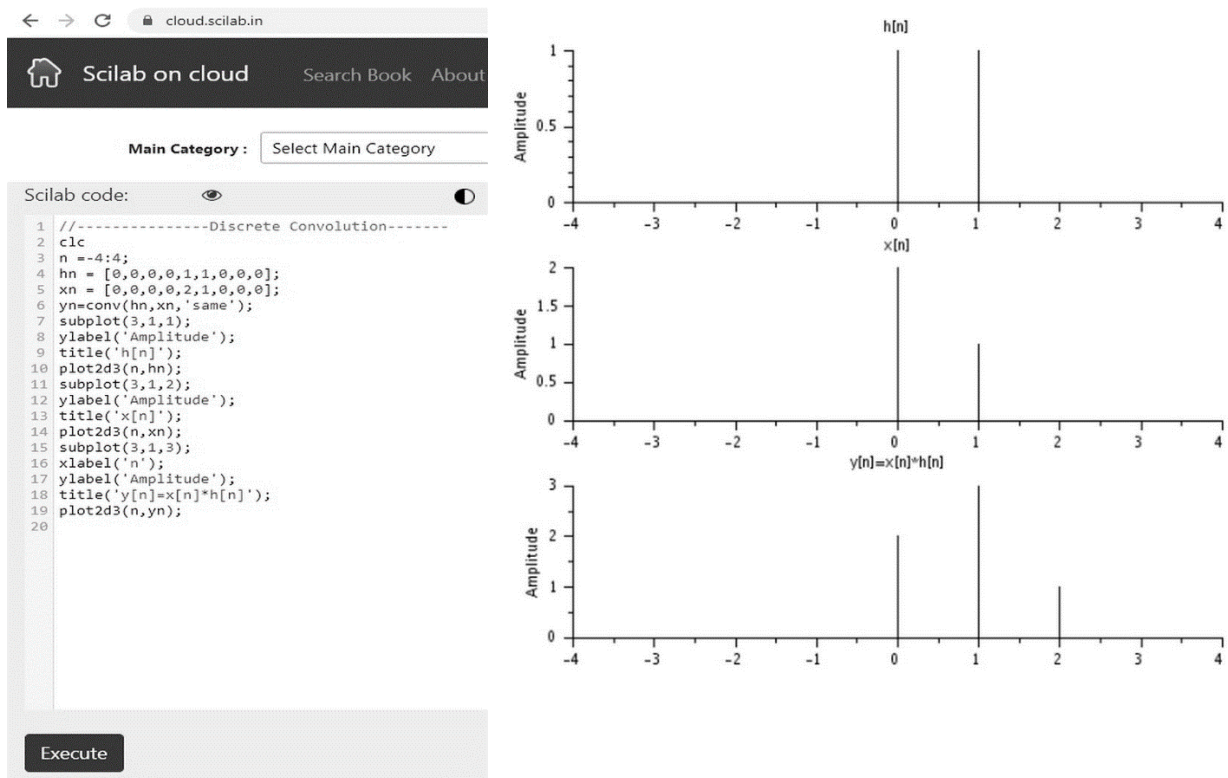 cloud.scilab.in
Scilab on cloud Search Book About
Main Category : Select Main Category
Scilab code:
1 //---------------Discrete Convolution-------
2 clc
3 n =-4:4;
4 hn = [0,0,0,0,1,1,0,0,0];
5 xn = [0,0,0,0,2,1,0,0,0];
6 yn=conv(hn,xn,'same');
7 subplot(3,1,1);
8 ylabel('Amplitude');
9 title('h[n]');
10 plot2d3(n,hn);
11 subplot(3,1,2);
12 ylabel('Amplitude');
13 title('x[n]');
14 plot2d3(n,xn);
15 subplot(3,1,3);
16 xlabel('n');
17 ylabel('Amplitude');
18 title('y[n]=x[n]*h[n]');
19 plot2d3(n,yn);
20
Execute
h[n]
Amplitude
1
0.5
0
-4 -3 -2 -1 0 1 2 3 4
x[n]
Amplitude
2
1.5
1
0.5
0
-4 -3 -2 -1 0 1 2 3 4
y[n]=x[n]*h[n]
Amplitude
3
2
1
0
-4 -3 -2 -1 0 1 2 3 4